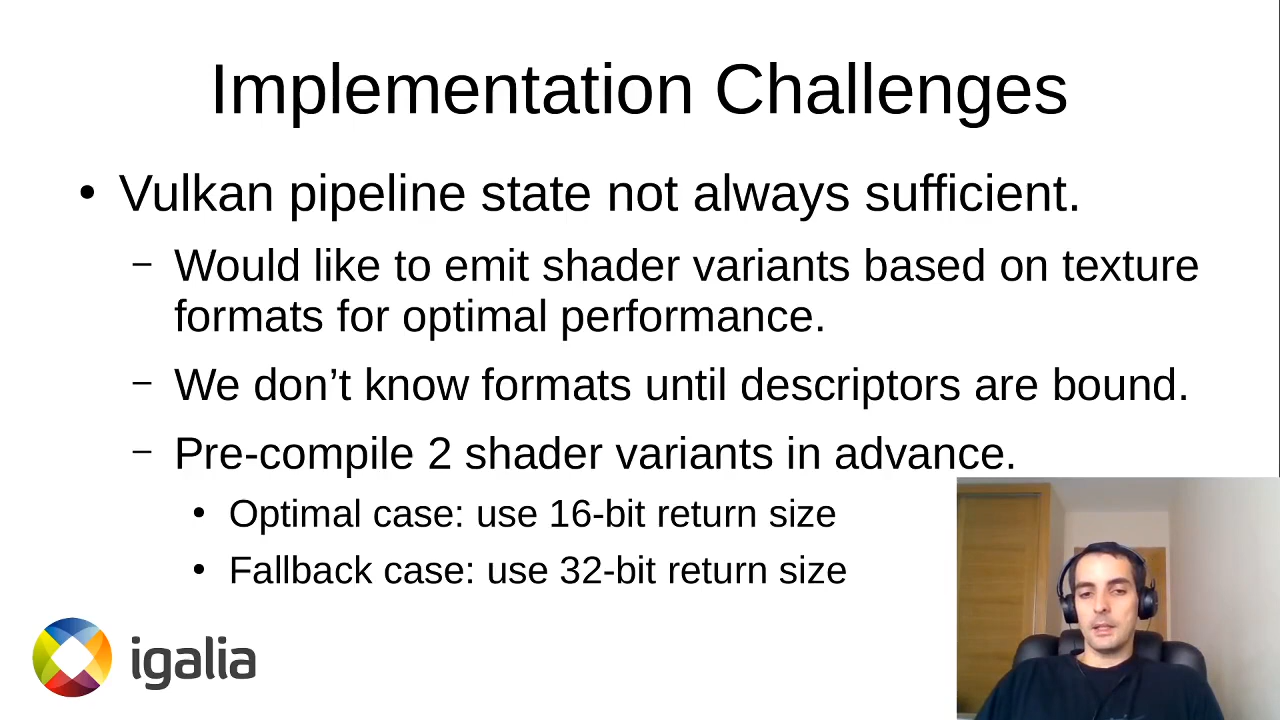 Implementation Challenges
• Vulkan pipeline state not always sufficient.
– Would like to emit shader variants based on texture
formats for optimal performance.
– We don’t know formats until descriptors are bound.
– Pre-compile 2 shader variants in advance.
• Optimal case: use 16-bit return size
• Fallback case: use 32-bit return size
igalia